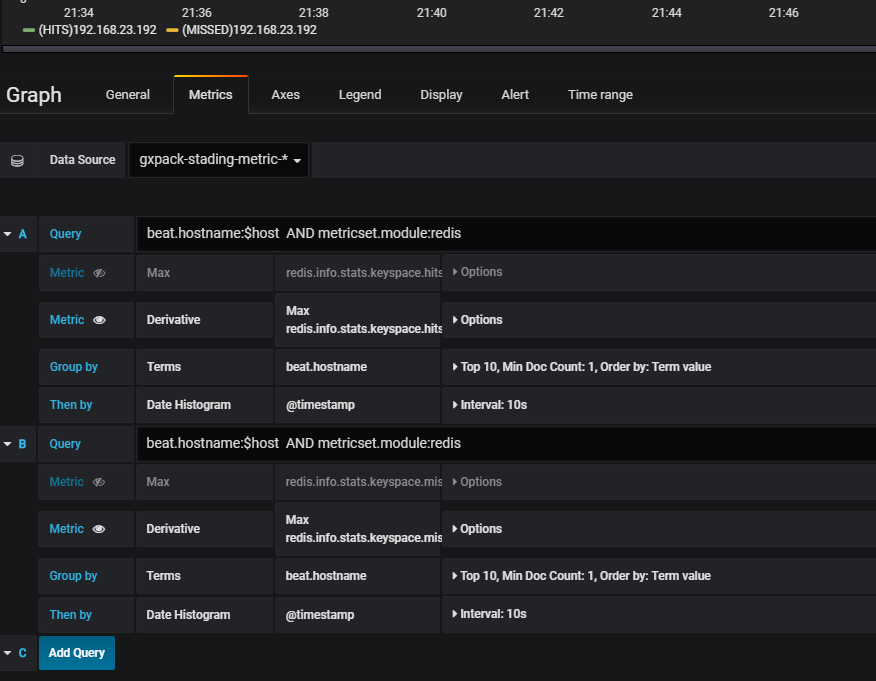 21:34 21:36 21:38 21:40 21:42 21:44 21:46
(HITS)192.168.23.192 (MISSED)192.168.23.192
Graph General Metrics Axes Legend Display Alert Time range
Data Source gxpack-stading-metric-*
A Query beat.hostname:$host AND metricset.module:redis
Metric Max redis.info.stats.keyspace.hits Options
Metric Derivative Max
redis.info.stats.keyspace.hits Options
Group by Terms beat.hostname Top 10, Min Doc Count: 1, Order by: Term value
Then by Date Histogram @timestamp Interval: 10s
B Query beat.hostname:$host AND metricset.module:redis
Metric Max redis.info.stats.keyspace.mis Options
Metric Derivative Max
redis.info.stats.keyspace.mis Options
Group by Terms beat.hostname Top 10, Min Doc Count: 1, Order by: Term value
Then by Date Histogram @timestamp Interval: 10s
C Add Query